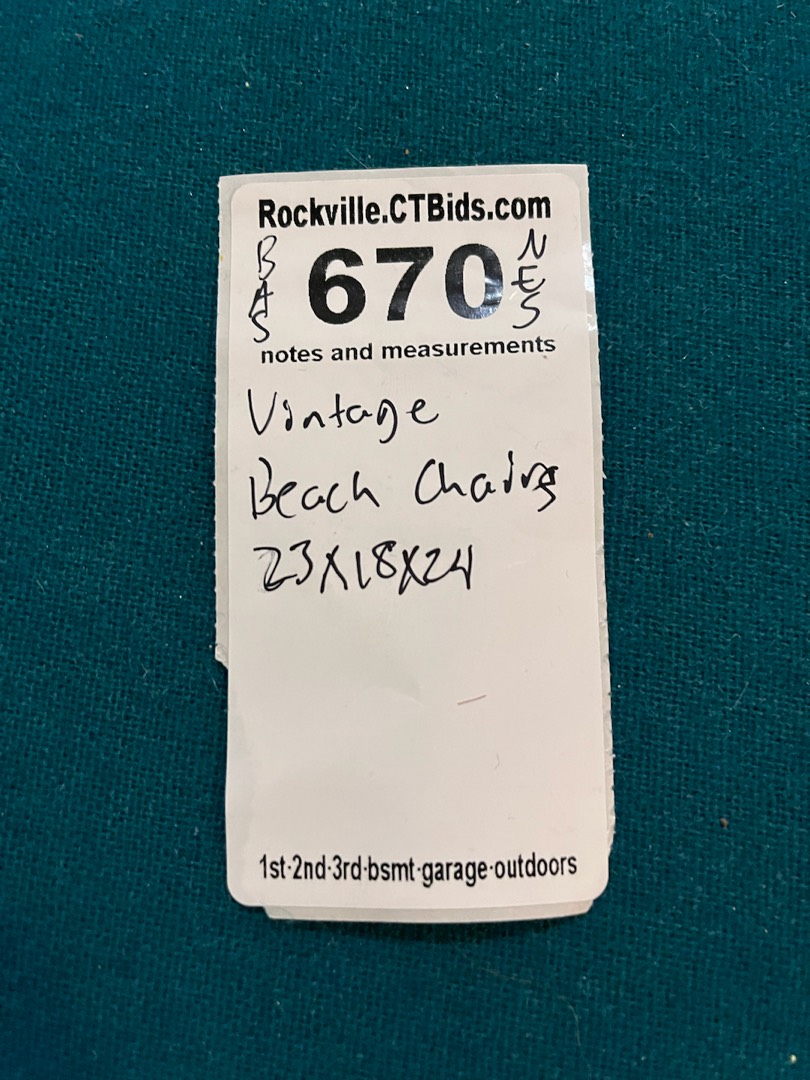 Rockville.CTBids.com
BAS 670 NES
notes and measurements
Vintage
Beach Chairs
23X18X24
1st·2nd·3rd·bsmt·garage·outdoors